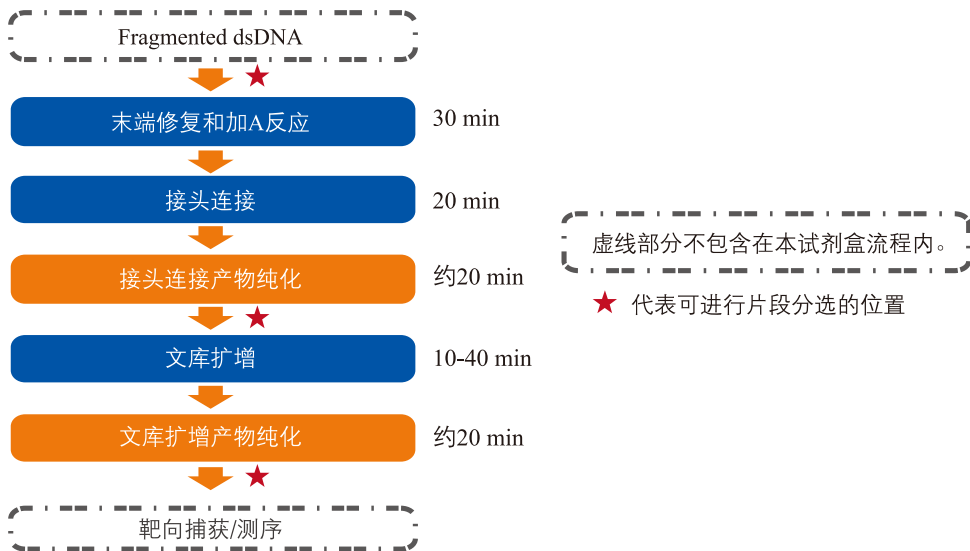 Fragmented dsDNA
末端修复和加A反应
30 min
接头连接
20 min
接头连接产物纯化
约20 min
文库扩增
10-40 min
文库扩增产物纯化
约20 min
靶向捕获/测序
虚线部分不包含在本试剂盒流程内。
代表可进行片段分选的位置